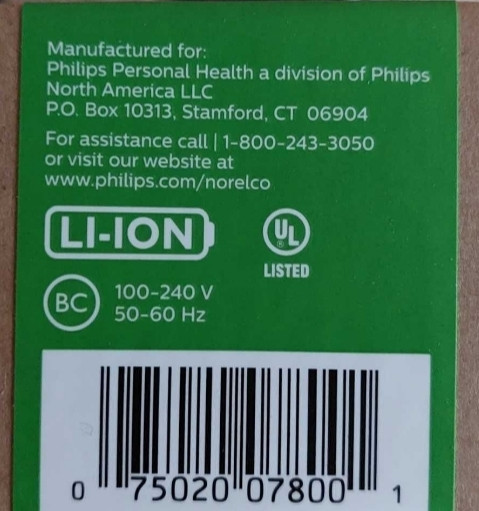 Manufactured for:
Philips Personal Health a division of Philips
North America LLC
P.O. Box 10313, Stamford, CT 06904
For assistance call | 1-800-243-3050
or visit our website at
www.philips.com/norelco
LI-ION
UL
®
LISTED
BC
100-240 V
50-60 Hz
0 75020 07800 1